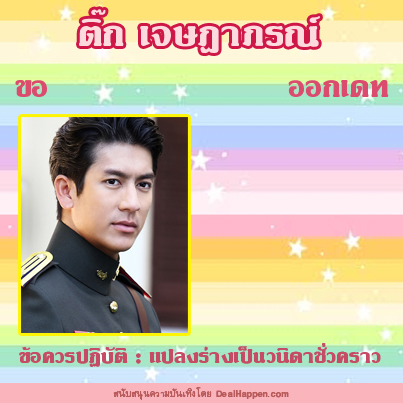 ติ๊ก เจษฎาภรณ์
ขอ ออกเดท
ข้อควรปฏิบัติ : แปลงร่างเป็นวนิดาชั่วคราว
สนับสนุนความบันเทิงโดย DealHappen.com